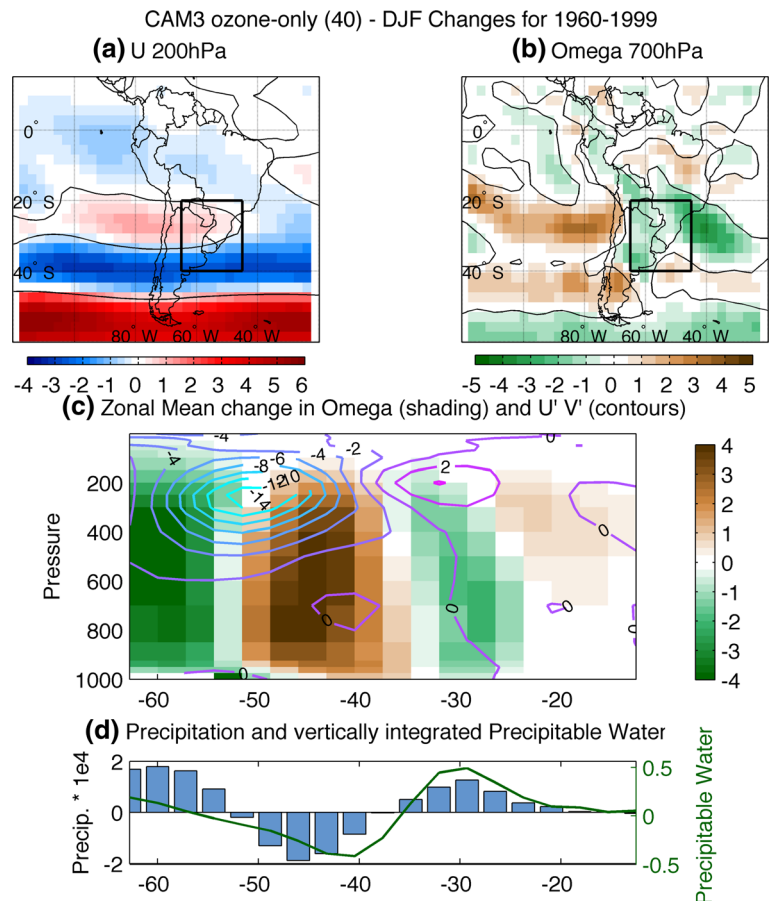 CAM3 ozone-only (40) - DJF Changes for 1960-1999
(a) U 200hPa
(b) Omega 700hPa
0°
20° S
40° S
80° W 60° W 40° W
0°
20° S
40° S
80° W 60° W 40° W
-4 -3 -2 -1 0 1 2 3 4 5 6
-5 -4 -3 -2 -1 0 1 2 3 4 5
(c) Zonal Mean change in Omega (shading) and U' V' (contours)
Pressure
200
400
600
800
1000
-4 -4 -6 -8 -12 -10 -14 -4 -2 2 0 0 0 0 0 0 0
-60 -50 -40 -30 -20
4
3
2
1
0
-1
-2
-3
-4
(d) Precipitation and vertically integrated Precipitable Water
Precip. * 1e4
2
0
-2
0.5
0
-0.5
Precipitable Water
-60 -50 -40 -30 -20